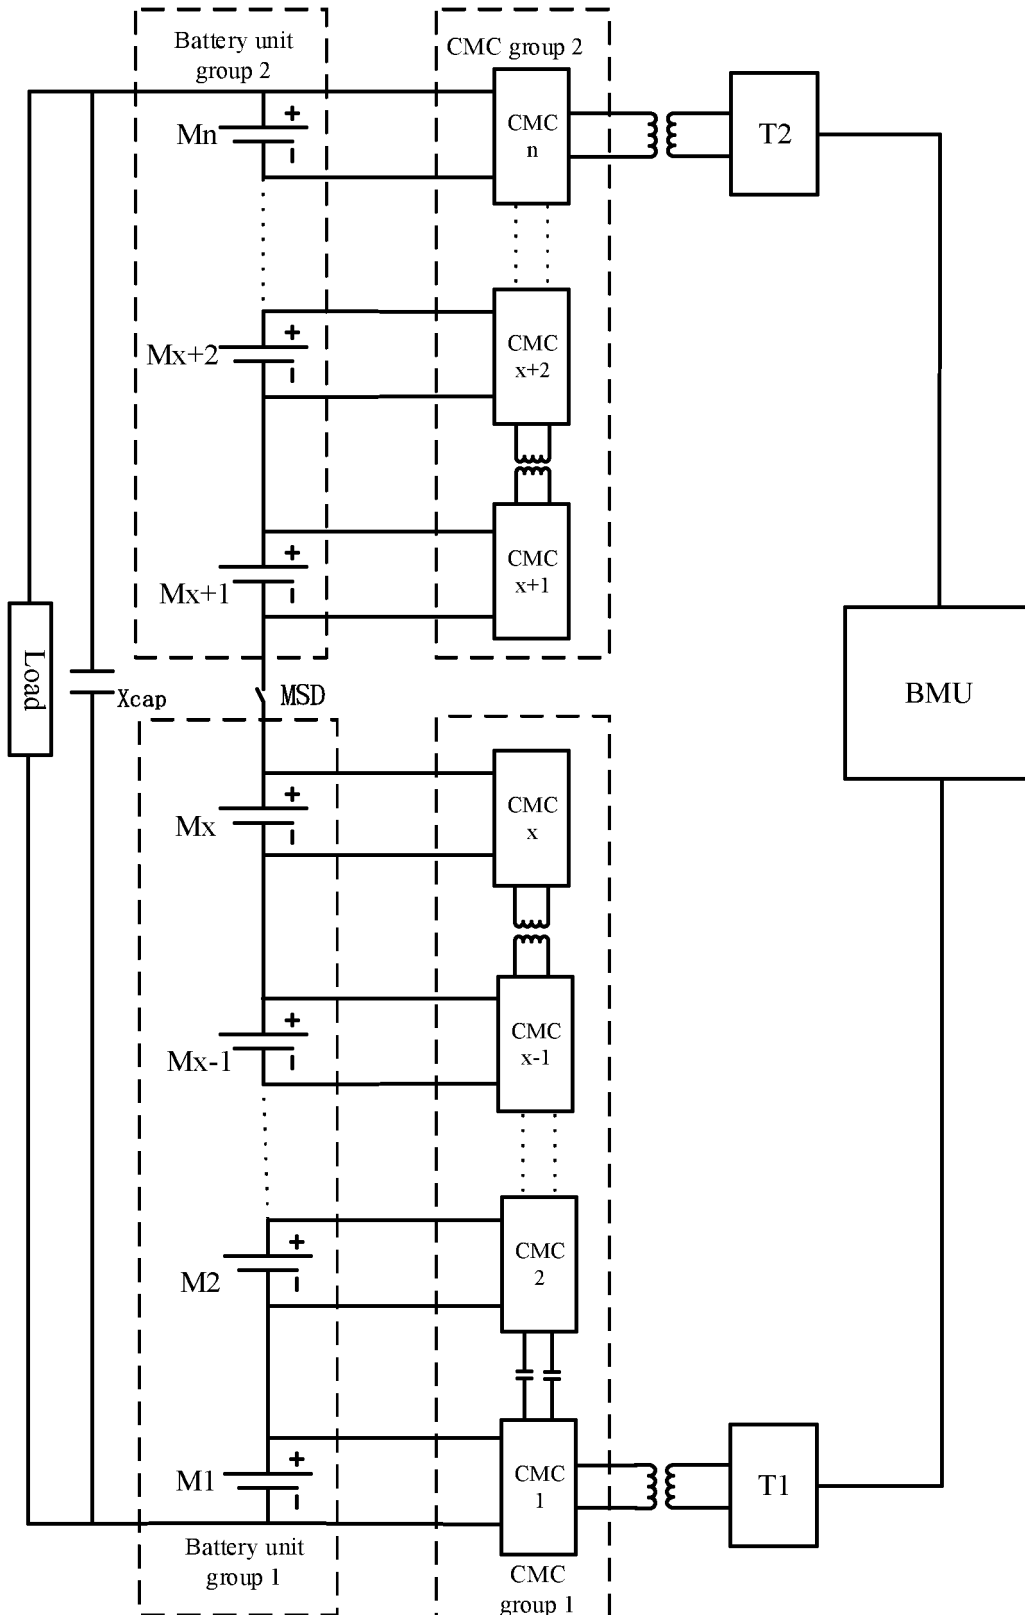 Battery unit
group 2
CMC group 2
Mn
+
CMC
n
T2
Mx+2
+
CMC
x+2
Mx+1
+
CMC
x+1
Load
Xcap
MSD
BMU
Mx
+
CMC
x
Mx-1
+
CMC
x-1
M2
+
CMC
2
M1
+
CMC
1
T1
Battery unit
group 1
CMC
group 1